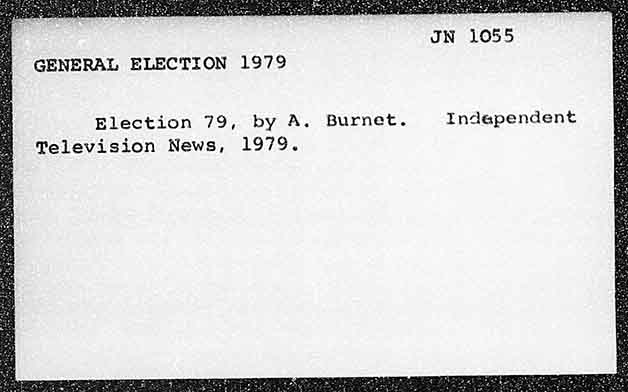 JN 1055
GENERAL ELECTION 1979
Election 79, by A. Burnet. Independent
Television News, 1979.